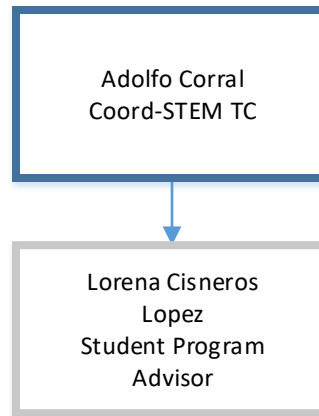 Adolfo Corral
Coord-STEM TC
Lorena Cisneros
Lopez
Student Program
Advisor